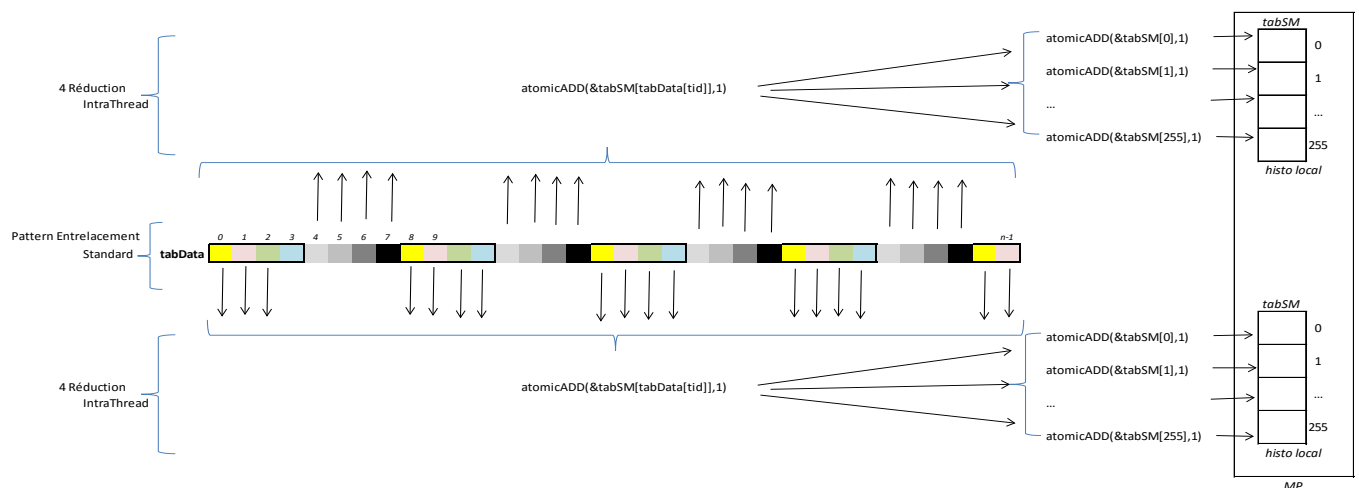 tabSM
atomicADD(&tabSM[0],1)
0
atomicADD(&tabSM[1],1)
1
4 Réduction
IntraThread
atomicADD(&tabSM[tabData[tid]],1)
...
...
atomicADD(&tabSM[255],1)
255
histo local
Pattern Entrelacement
Standard
tabData
0 1 2 3 4 5 6 7 8 9 n-1
tabSM
atomicADD(&tabSM[0],1)
0
atomicADD(&tabSM[1],1)
1
4 Réduction
IntraThread
atomicADD(&tabSM[tabData[tid]],1)
...
...
atomicADD(&tabSM[255],1)
255
histo local
MP